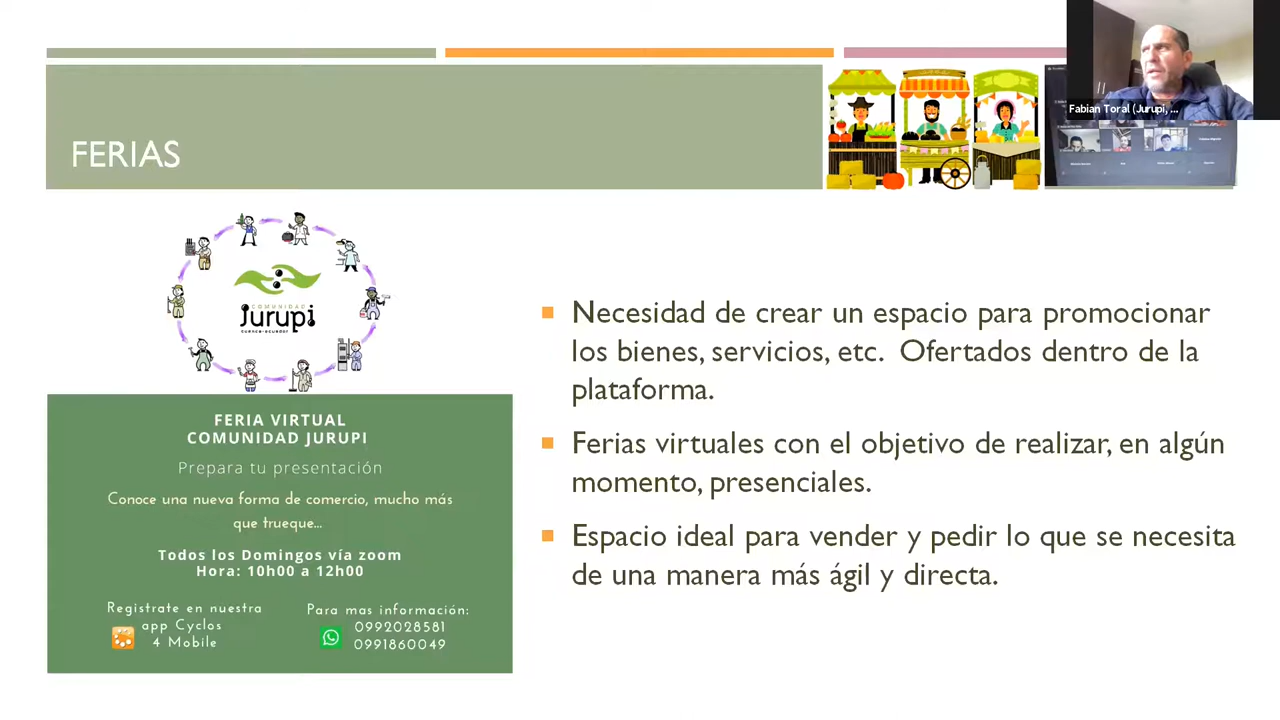 Fabian Toral (Jurupi, ...
FERIAS
COMUNIDAD
Jurupi
Cuenca-ecuador
FERIA VIRTUAL
COMUNIDAD JURUPI
Prepara tu presentación
Conoce una nueva forma de comercio, mucho más
que trueque...
Todos los Domingos vía zoom
Hora: 10h00 a 12h00
Registrate en nuestra
app Cyclos
4 Mobile
Para mas información:
0992028581
0991860049
Necesidad de crear un espacio para promocionar
los bienes, servicios, etc. Ofertados dentro de la
plataforma.
Ferias virtuales con el objetivo de realizar, en algún
momento, presenciales.
Espacio ideal para vender y pedir lo que se necesita
de una manera más ágil y directa.